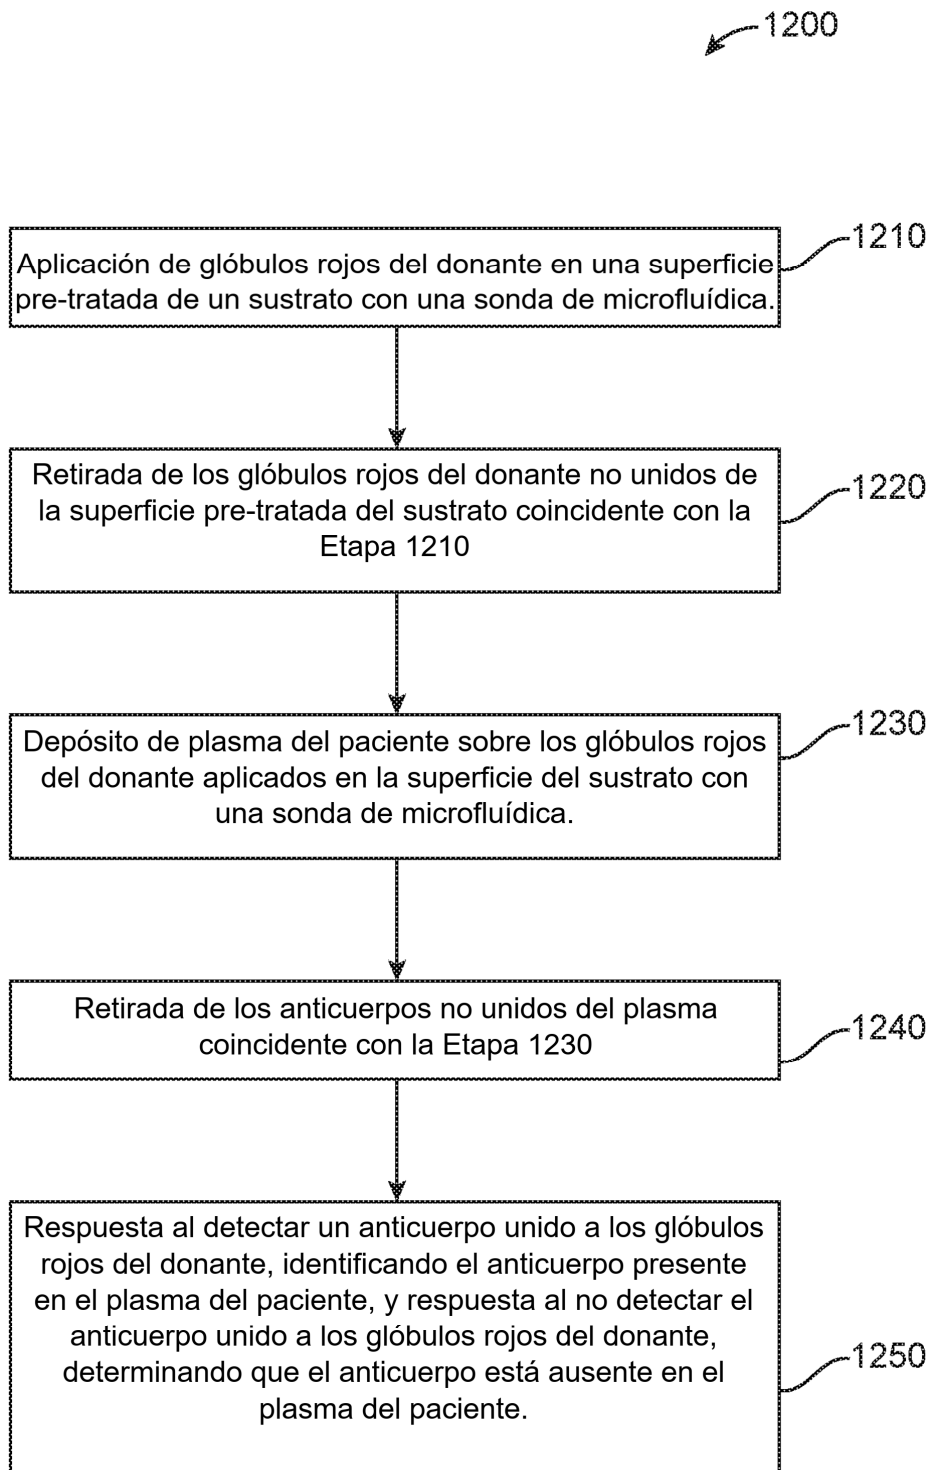 1200
1210
Aplicación de glóbulos rojos del donante en una superficie
pre-tratada de un sustrato con una sonda de microfluídica.
Retirada de los glóbulos rojos del donante no unidos de
1220
la superficie pre-tratada del sustrato coincidente con la
Etapa 1210
1230
Depósito de plasma del paciente sobre los glóbulos rojos
del donante aplicados en la superficie del sustrato con
una sonda de microfluídica.
Retirada de los anticuerpos no unidos del plasma
1240
coincidente con la Etapa 1230
Respuesta al detectar un anticuerpo unido a los glóbulos
rojos del donante, identificando el anticuerpo presente
en el plasma del paciente, y respuesta al no detectar el
anticuerpo unido a los glóbulos rojos del donante,
1250
determinando que el anticuerpo está ausente en el
plasma del paciente.